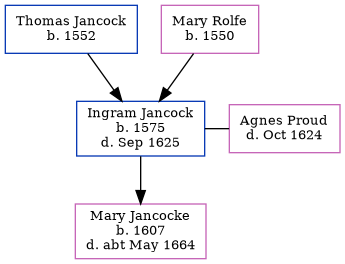 Thomas Jancock
b. 1552
Mary Rolfe
b. 1550
Ingram Jancock
b. 1575
d. Sep 1625
Agnes Proud
d. Oct 1624
Mary Jancocke
b. 1607
d. abt May 1664